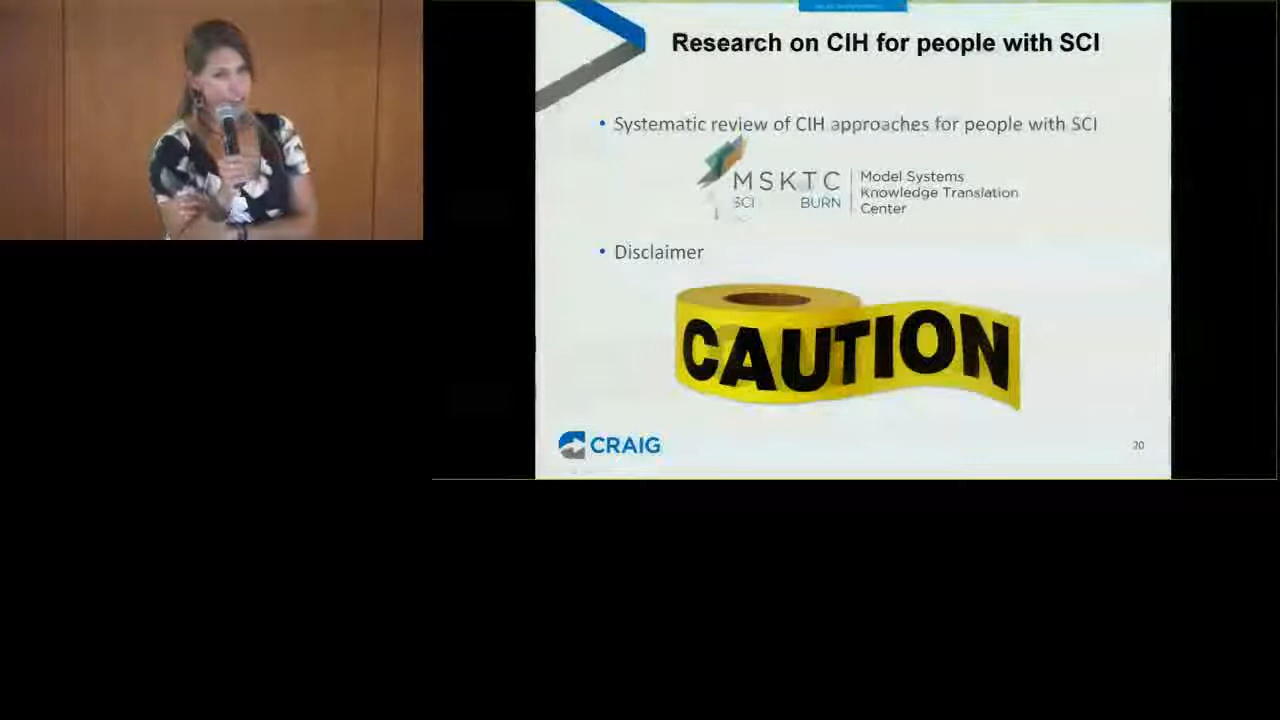 Research on CIH for people with SCI
• Systematic review of CIH approaches for people with SCI
MSKTC
SCI BURN
Model Systems
Knowledge Translation
Center
• Disclaimer
CAUTION
CRAIG
20